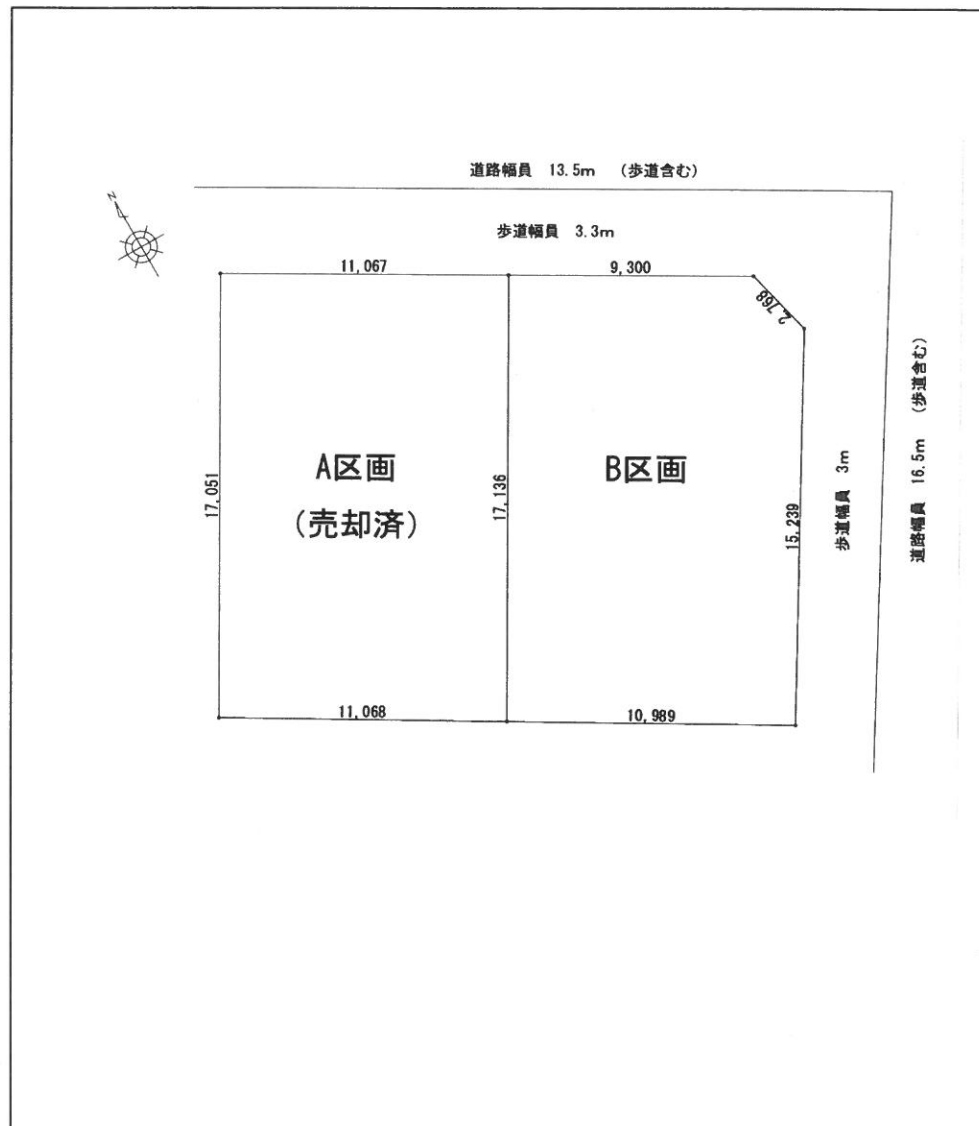 道路幅員 13.5m (歩道含む)
N
歩道幅員 3.3m
11,067
9,300
2,768
17,051
A区画
(売却済)
17,136
B区画
15,239
歩道幅員 3m
道路幅員 16.5m (歩道含む)
11,068
10,989